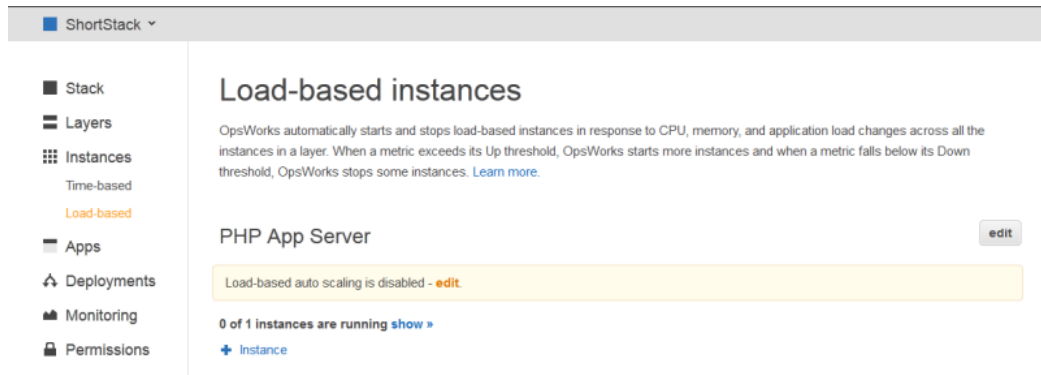 ShortStack
Stack
Layers
Instances
Time-based
Load-based
Apps
Deployments
Monitoring
Permissions
Load-based instances
OpsWorks automatically starts and stops load-based instances in response to CPU, memory, and application load changes across all the
instances in a layer. When a metric exceeds its Up threshold, OpsWorks starts more instances and when a metric falls below its Down
threshold, OpsWorks stops some instances. Learn more.
PHP App Server
edit
Load-based auto scaling is disabled - edit.
0 of 1 instances are running show »
+ Instance